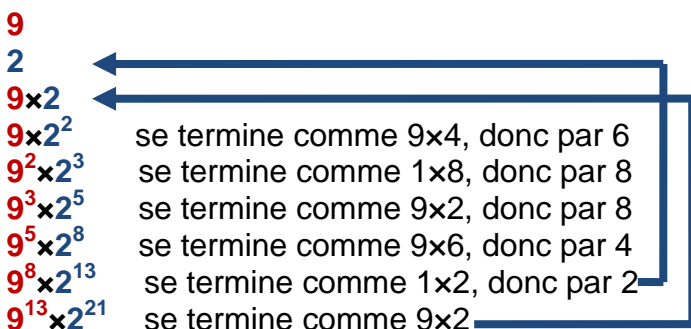 9
2
9×2
9×2² se termine comme 9×4, donc par 6
9²×2³ se termine comme 1×8, donc par 8
9³×2⁵ se termine comme 9×2, donc par 8
9⁵×2⁸ se termine comme 9×6, donc par 4
9⁸×2¹³ se termine comme 1×2, donc par 2
9¹³×2²¹ se termine comme 9×2